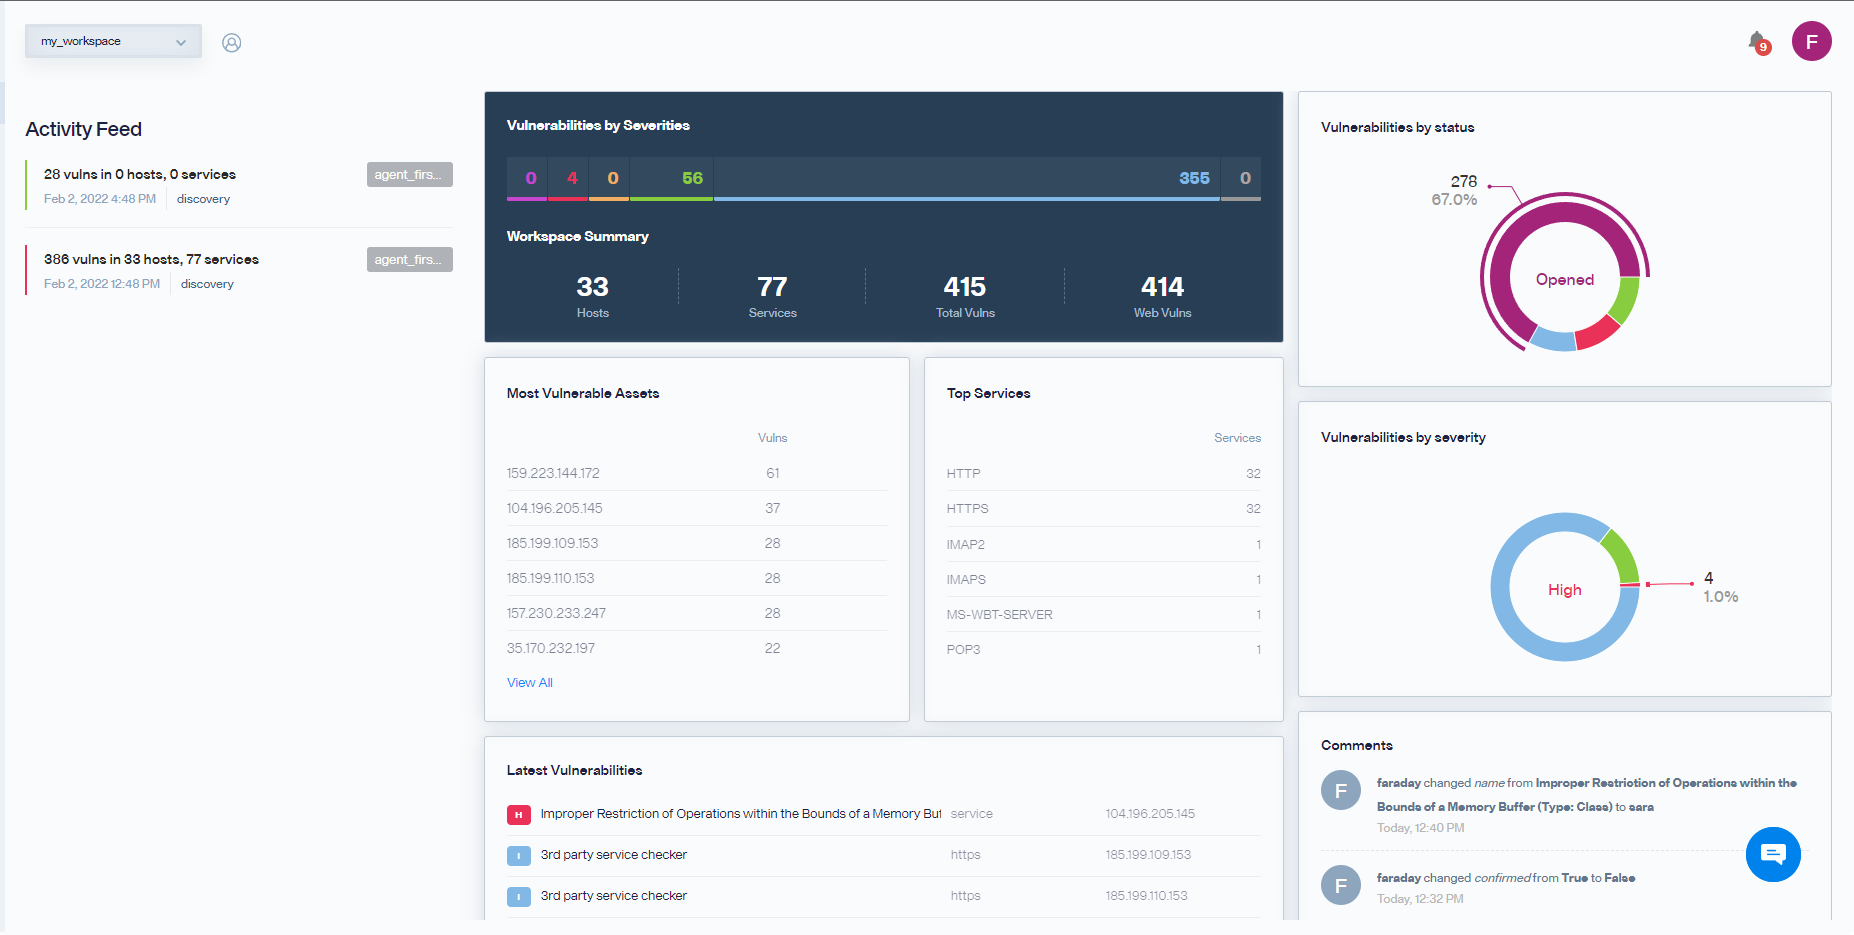 my_workspace
9
F
Activity Feed
28 vulns in 0 hosts, 0 services
agent_firs...
Feb 2, 2022 4:48 PM
discovery
386 vulns in 33 hosts, 77 services
agent_firs...
Feb 2, 2022 12:48 PM
discovery
Vulnerabilities by Severities
0 4 0 56 355 0
Workspace Summary
33 77 415 414
Hosts Services Total Vulns Web Vulns
Most Vulnerable Assets
Vulns
159.223.144.172 61
104.196.205.145 37
185.199.109.153 28
185.199.110.153 28
157.230.233.247 28
35.170.232.197 22
View All
Top Services
Services
HTTP 32
HTTPS 32
IMAP2 1
IMAPS 1
MS-WBT-SERVER 1
POP3 1
Latest Vulnerabilities
H Improper Restriction of Operations within the Bounds of a Memory Buf service 104.196.205.145
I 3rd party service checker https 185.199.109.153
I 3rd party service checker https 185.199.110.153
Vulnerabilities by status
278
67.0%
Opened
Vulnerabilities by severity
High
4
1.0%
Comments
F
faraday changed name from Improper Restriction of Operations within the
Bounds of a Memory Buffer (Type: Class) to sara
Today, 12:40 PM
F
faraday changed confirmed from True to False
Today, 12:32 PM